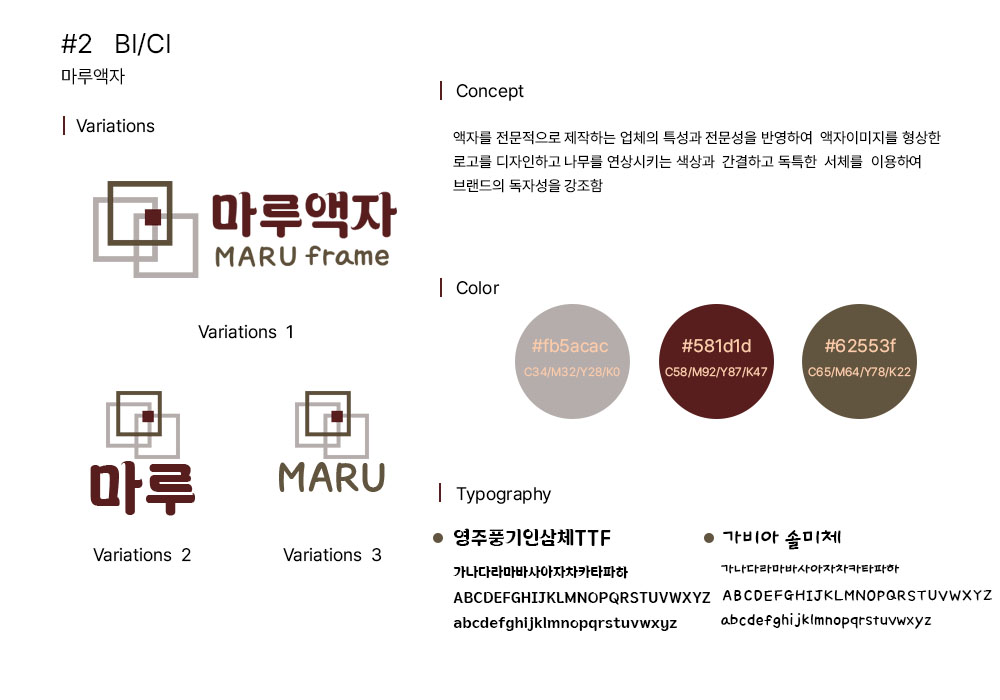 #2 BI/CI
마루액자
Variations
마루액자
MARU frame
Variations 1
마루
Variations 2
MARU
Variations 3
Concept
액자를 전문적으로 제작하는 업체의 특성과 전문성을 반영하여 액자이미지를 형상한
로고를 디자인하고 나무를 연상시키는 색상과 간결하고 독특한 서체를 이용하여
브랜드의 독자성을 강조함
Color
#fb5acac
C34/M32/Y28/K0
#581d1d
C58/M92/Y87/K47
#62553f
C65/M64/Y78/K22
Typography
영주풍기인삼체TTF
가나다라마바사아자차카타파하
ABCDEFGHIJKLMNOPQRSTUVWXYZ
abcdefghijklmnopqrstuvwxyz
가비아 솔미체
가나다라마바사아자차카타파하
ABCDEFGHIJKLMNOPQRSTUVWXYZ
abcdefghijklmnopqrstuvwxyz